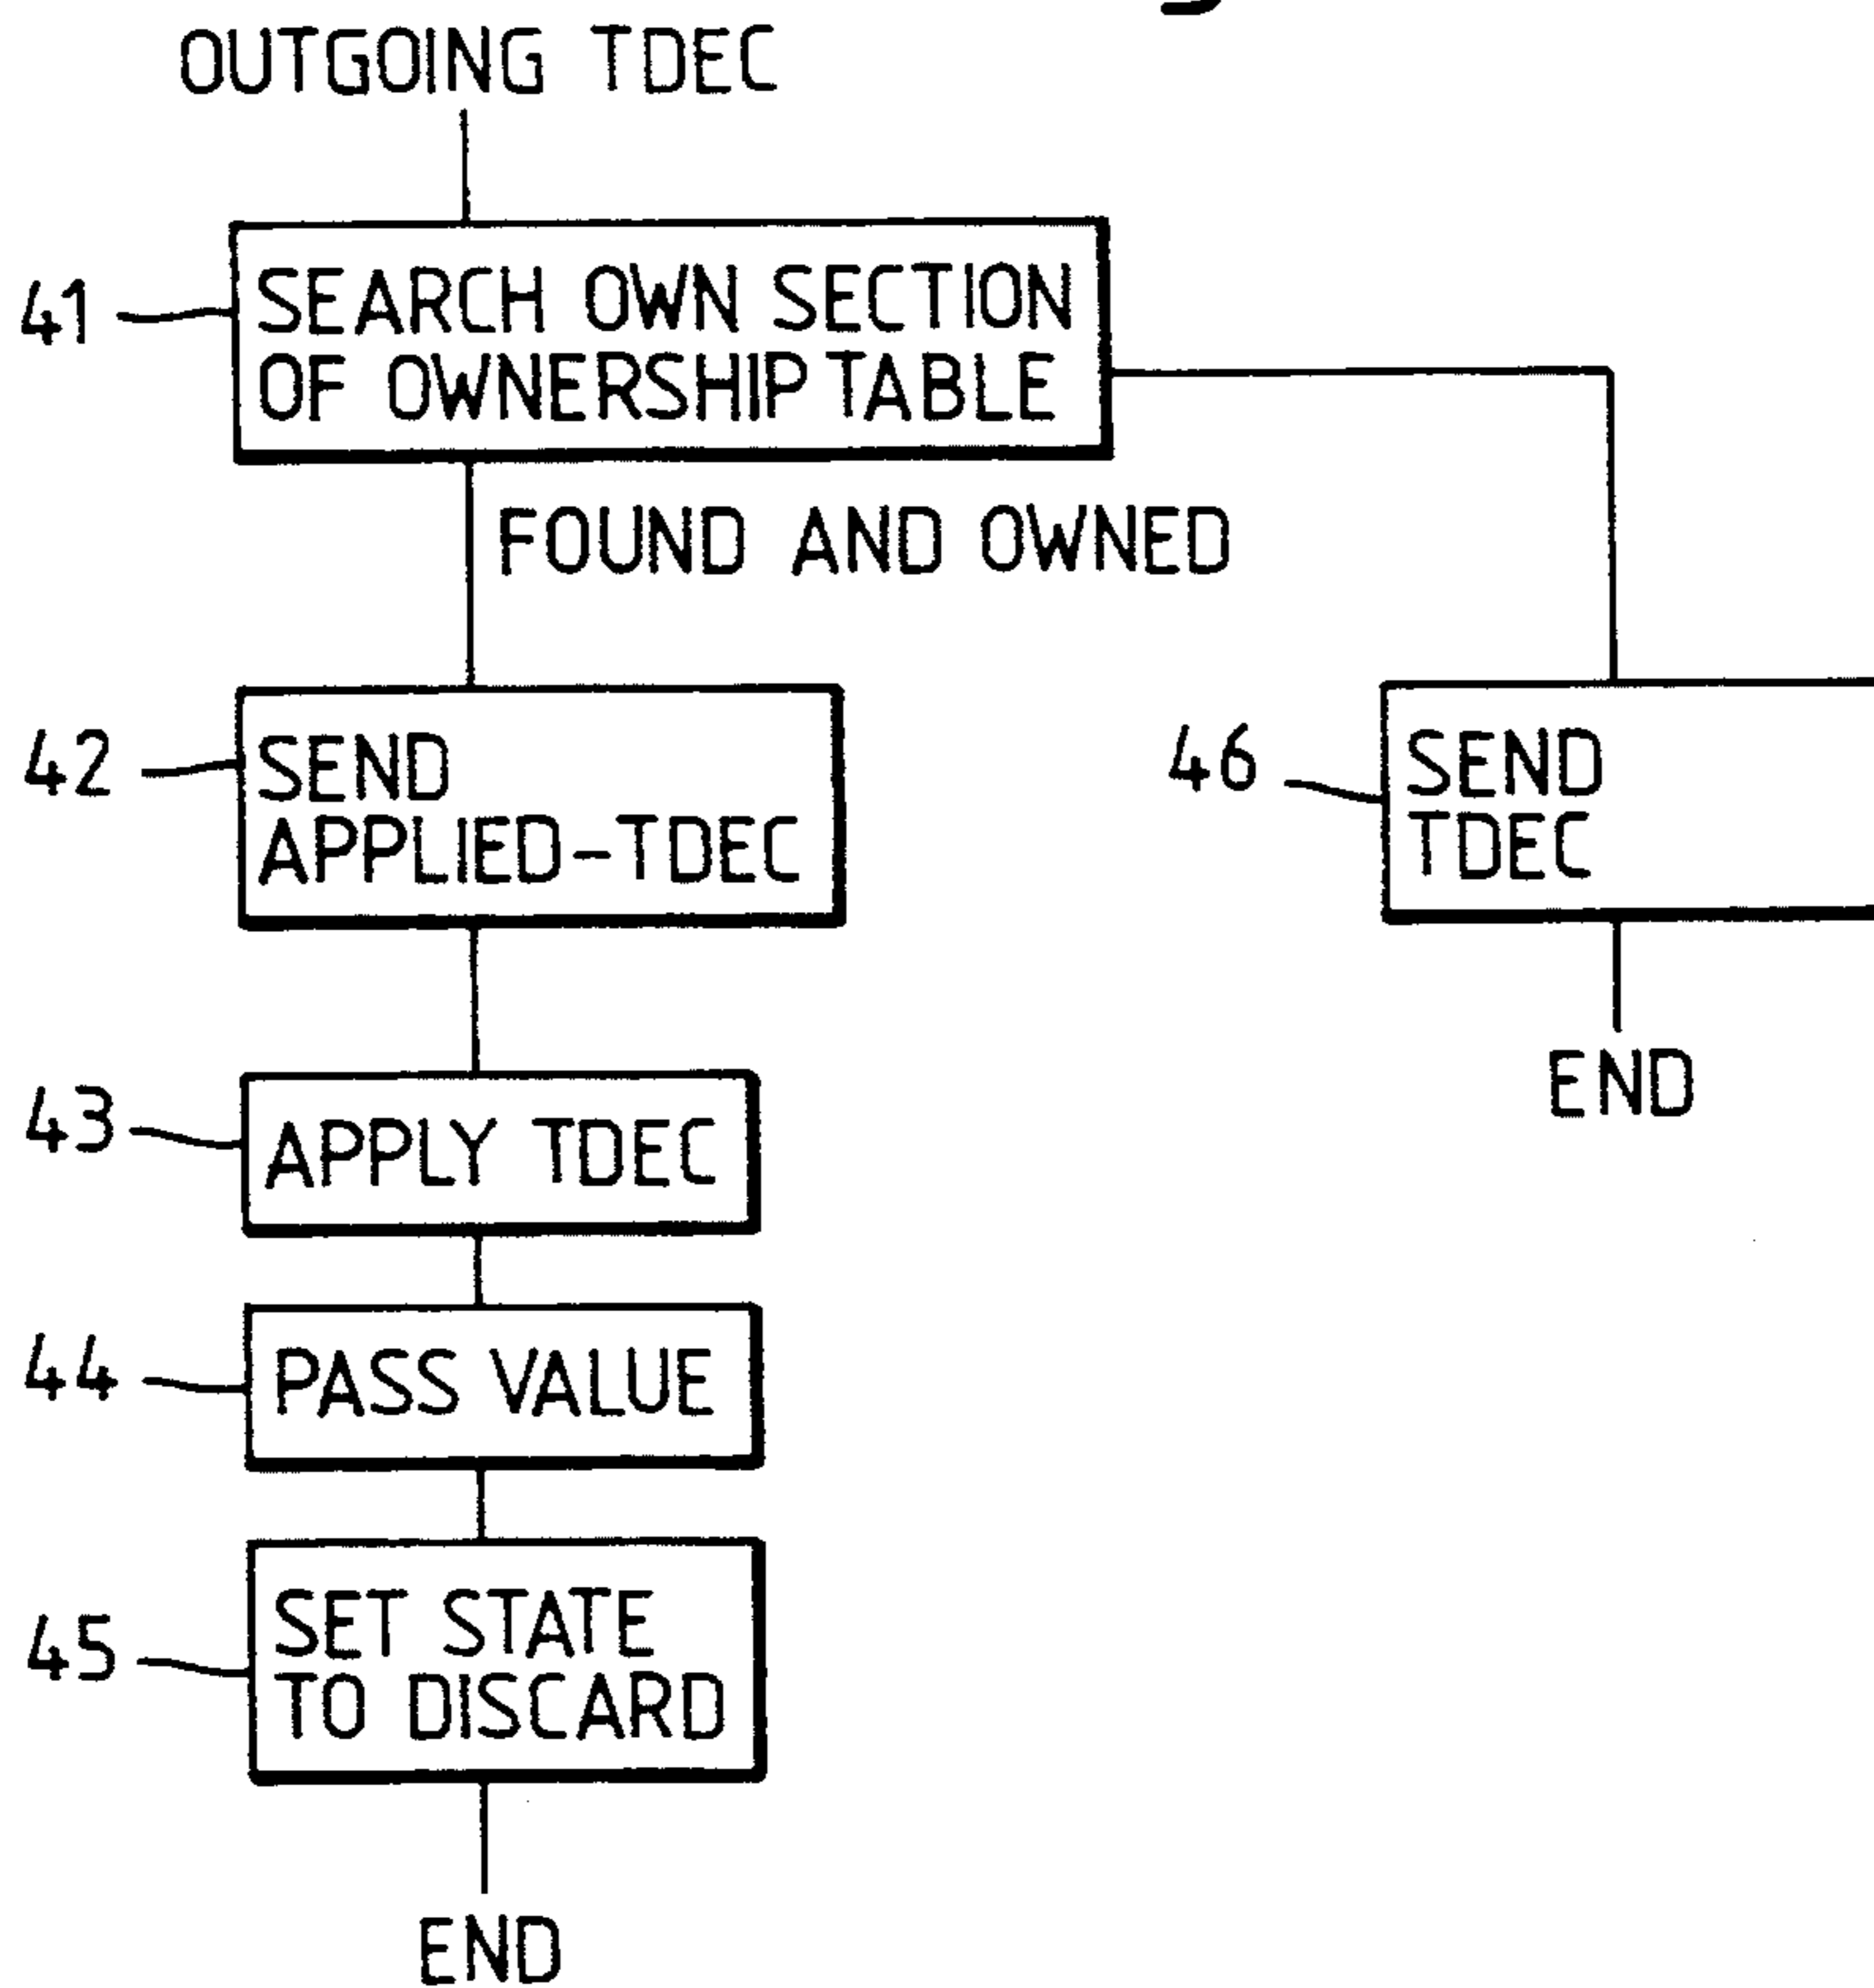 OUTGOING TDEC
41
SEARCH OWN SECTION
OF OWNERSHIP TABLE
FOUND AND OWNED
42
SEND
APPLIED-TDEC
46
SEND
TDEC
END
43
APPLY TDEC
44
PASS VALUE
45
SET STATE
TO DISCARD
END